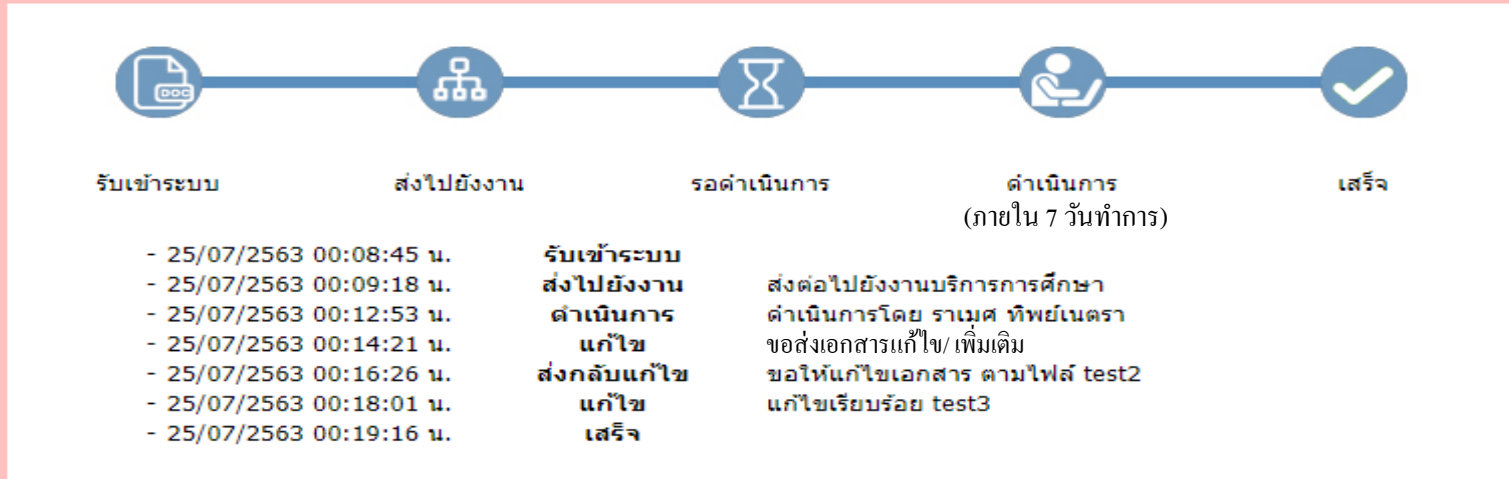 DOC
รับเข้าระบบ ส่งไปยังงาน รอดำเนินการ ดำเนินการ เสร็จ
(ภายใน 7 วันทำการ)
- 25/07/2563 00:08:45 น. รับเข้าระบบ
- 25/07/2563 00:09:18 น. ส่งไปยังงาน ส่งต่อไปยังงานบริการการศึกษา
- 25/07/2563 00:12:53 น. ดำเนินการ ดำเนินการโดย ราเมศ ทิพย์เนตรา
- 25/07/2563 00:14:21 น. แก้ไข ขอส่งเอกสารแก้ไข/ เพิ่มเติม
- 25/07/2563 00:16:26 น. ส่งกลับแก้ไข ขอให้แก้ไขเอกสาร ตามไฟล์ test2
- 25/07/2563 00:18:01 น. แก้ไข แก้ไขเรียบร้อย test3
- 25/07/2563 00:19:16 น. เสร็จ